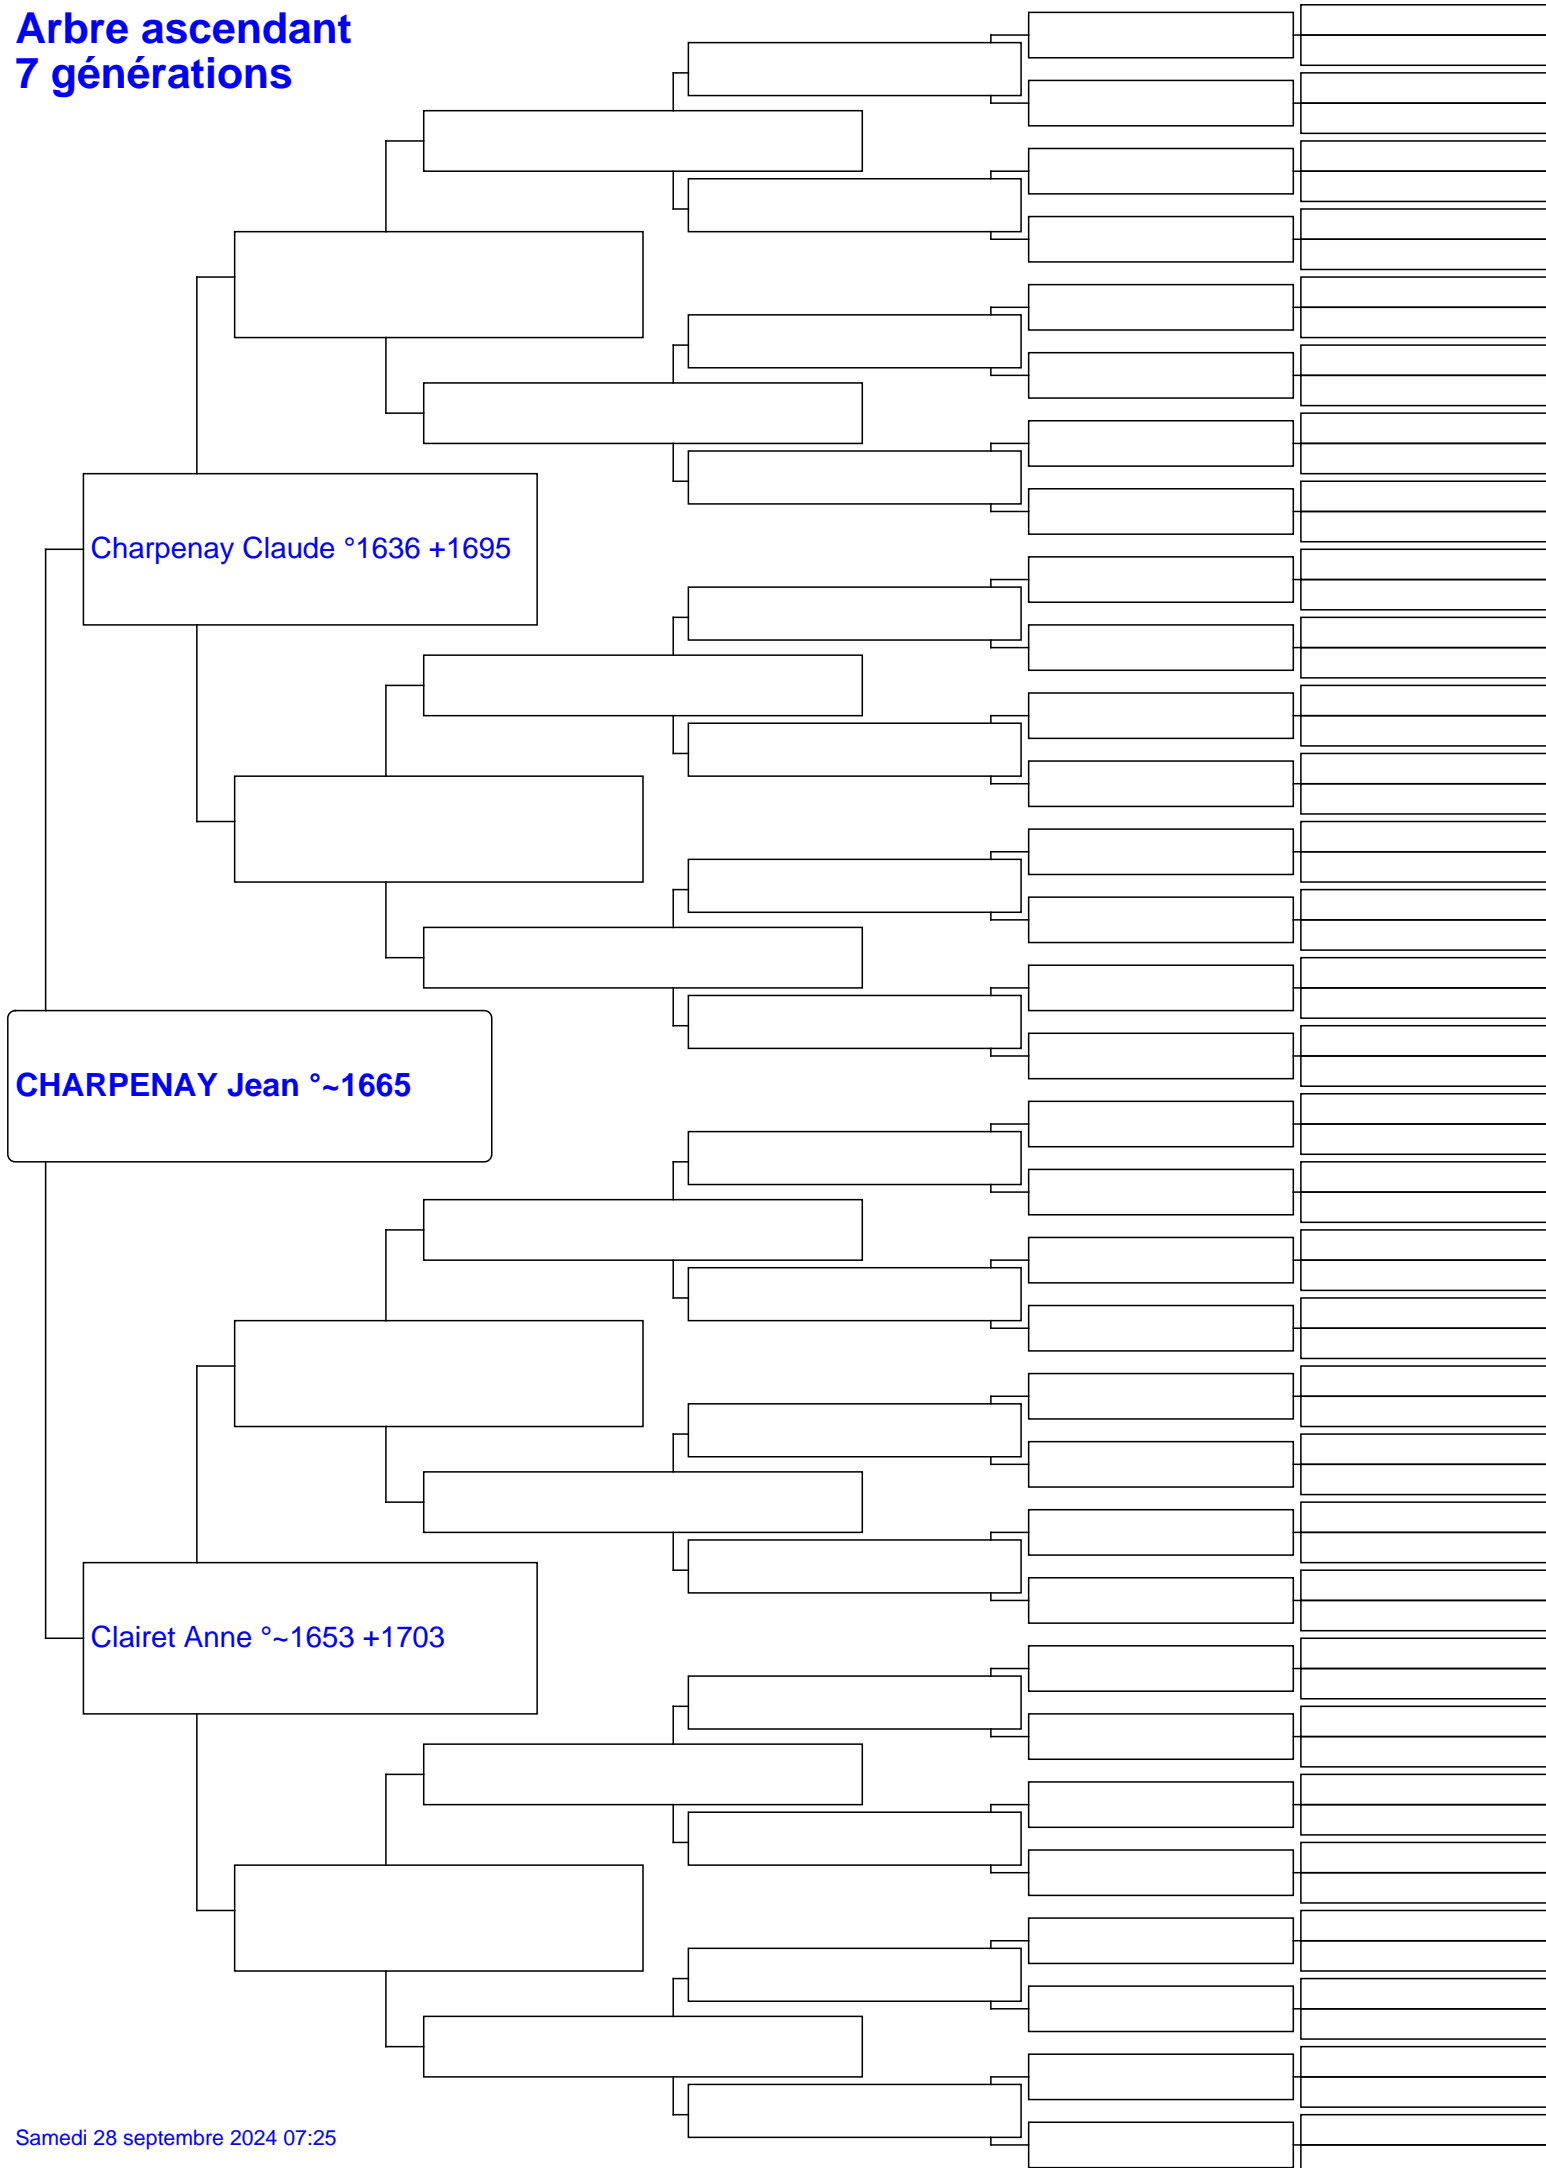 Arbre ascendant
7 générations
Charpenay Claude °1636 +1695
CHARPENAY Jean °~1665
Clairet Anne °~1653 +1703
Samedi 28 septembre 2024 07:25